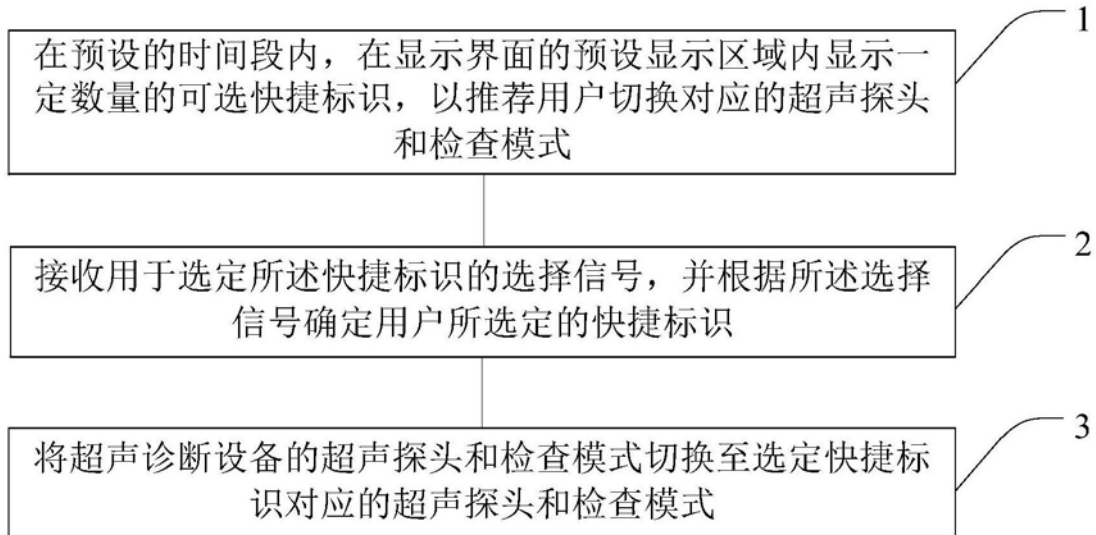 1
在预设的时间段内，在显示界面的预设显示区域内显示一
定数量的可选快捷标识，以推荐用户切换对应的超声探头
和检查模式
2
接收用于选定所述快捷标识的选择信号，并根据所述选择
信号确定用户所选定的快捷标识
3
将超声诊断设备的超声探头和检查模式切换至选定快捷标
识对应的超声探头和检查模式